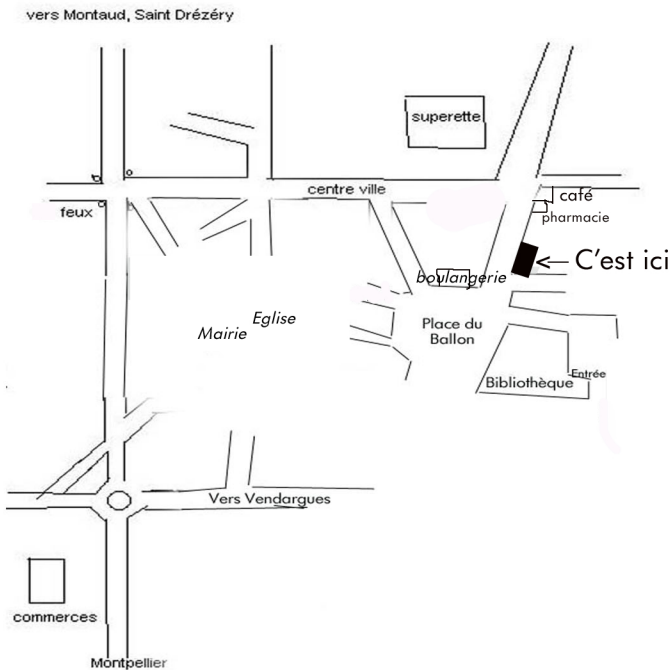 vers Montaud, Saint Drézéry
superette
centre ville
café
feux
pharmacie
C'est ici
boulangerie
Eglise
Mairie
Place du
Ballon
Entrée
Bibliothèque
Vers Vendargues
commerces
Montpellier